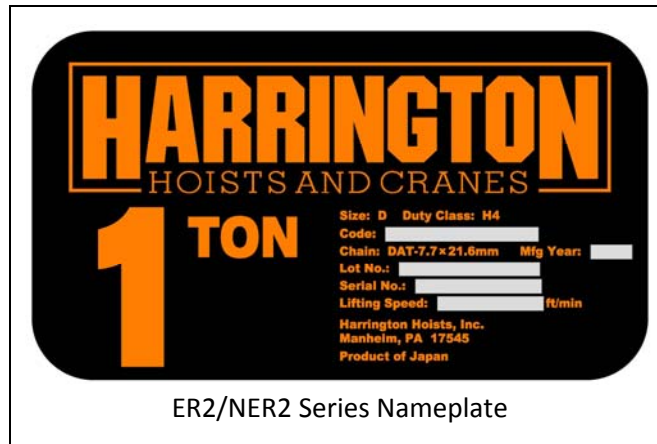 HARRINGTON
HOISTS AND CRANES
1 TON
Size: D Duty Class: H4
Code:
Chain: DAT-7.7×21.6mm Mfg Year:
Lot No.:
Serial No.:
Lifting Speed: ft/min
Harrington Hoists, Inc.
Manheim, PA 17545
Product of Japan
ER2/NER2 Series Nameplate